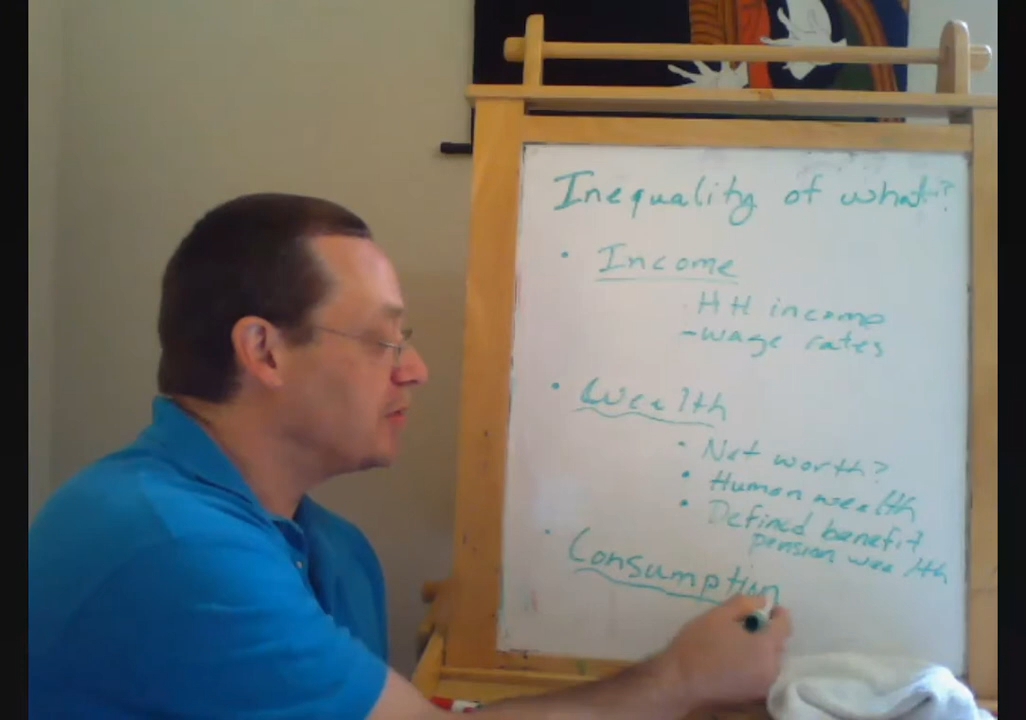 Inequality of what?
• Income
HH income
- wage rates
• Wealth
• Net worth?
• Human wealth
• Defined benefit
pension wealth
• Consumption